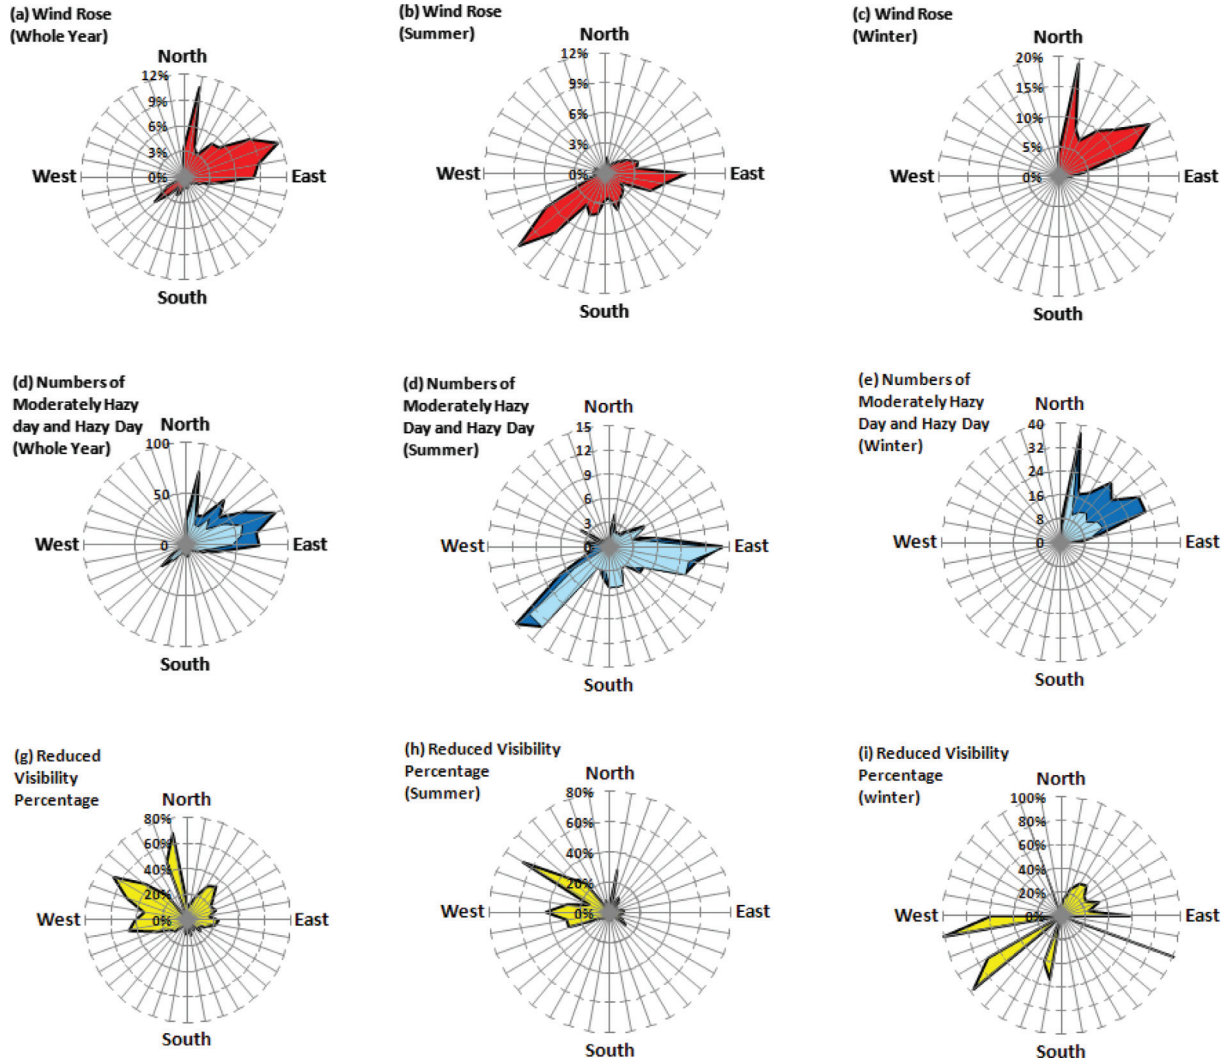 (a) Wind Rose
(Whole Year)
North
12%
9%
6%
3%
0%
West
East
South
(b) Wind Rose
(Summer)
North
12%
9%
6%
3%
0%
West
East
South
(c) Wind Rose
(Winter)
North
20%
15%
10%
5%
0%
West
East
South
(d) Numbers of
Moderately Hazy
day and Hazy Day
(Whole Year)
North
100
50
0
West
East
South
(d) Numbers of
Moderately Hazy
Day and Hazy Day
(Summer)
North
15
12
9
6
3
0
West
East
South
(e) Numbers of
Moderately Hazy
Day and Hazy Day
(Winter)
North
40
32
24
16
8
0
West
East
South
(g) Reduced
Visibility
Percentage
North
80%
60%
40%
20%
0%
West
East
South
(h) Reduced Visibility
Percentage
(Summer)
North
80%
60%
40%
20%
0%
West
East
South
(i) Reduced Visibility
Percentage
(winter)
North
100%
80%
60%
40%
20%
0%
West
East
South